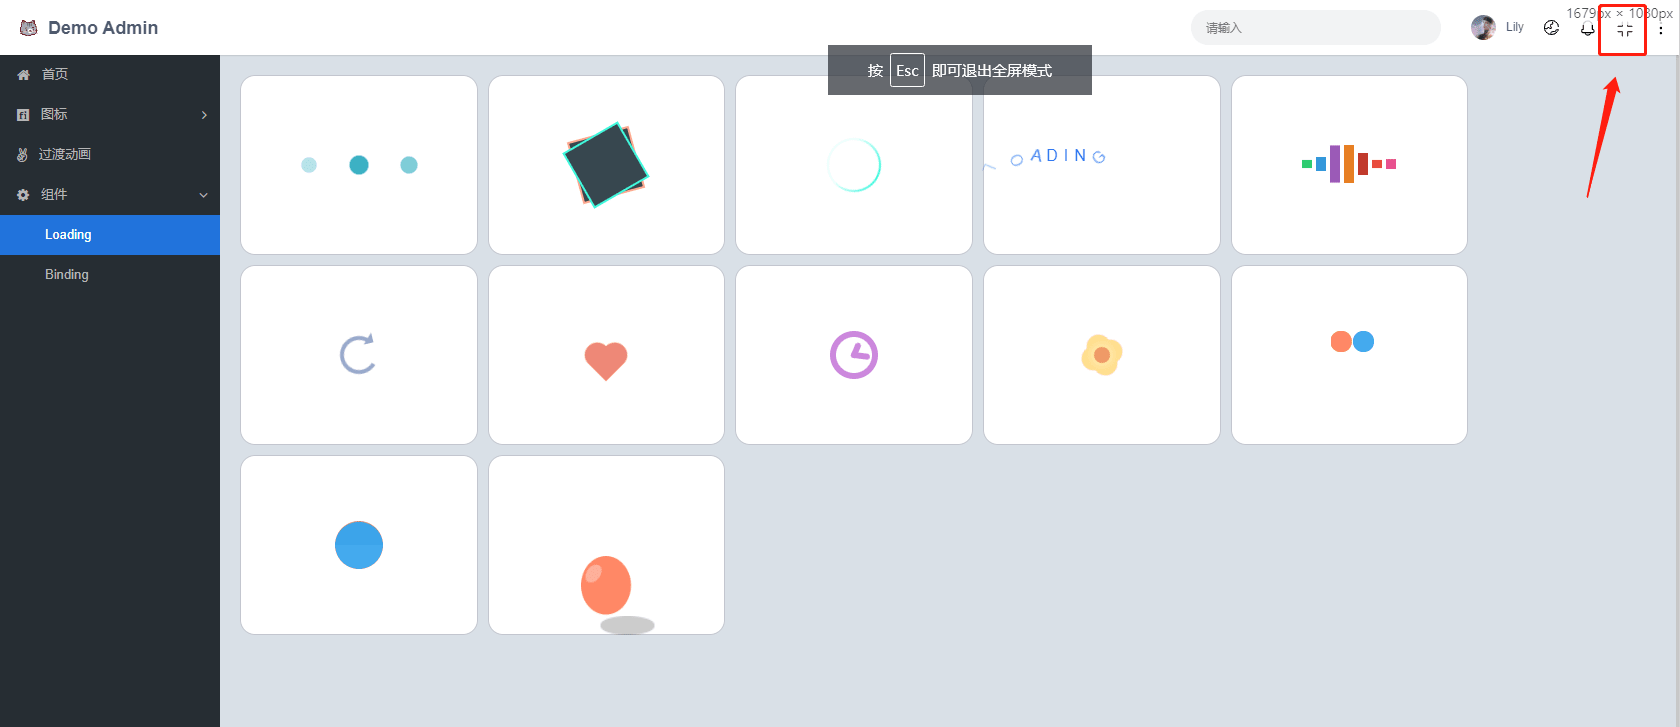 Demo Admin
请输入
Lily
1679px × 1080px
按 Esc 即可退出全屏模式
首页
图标
过渡动画
组件
Loading
Binding
OADING